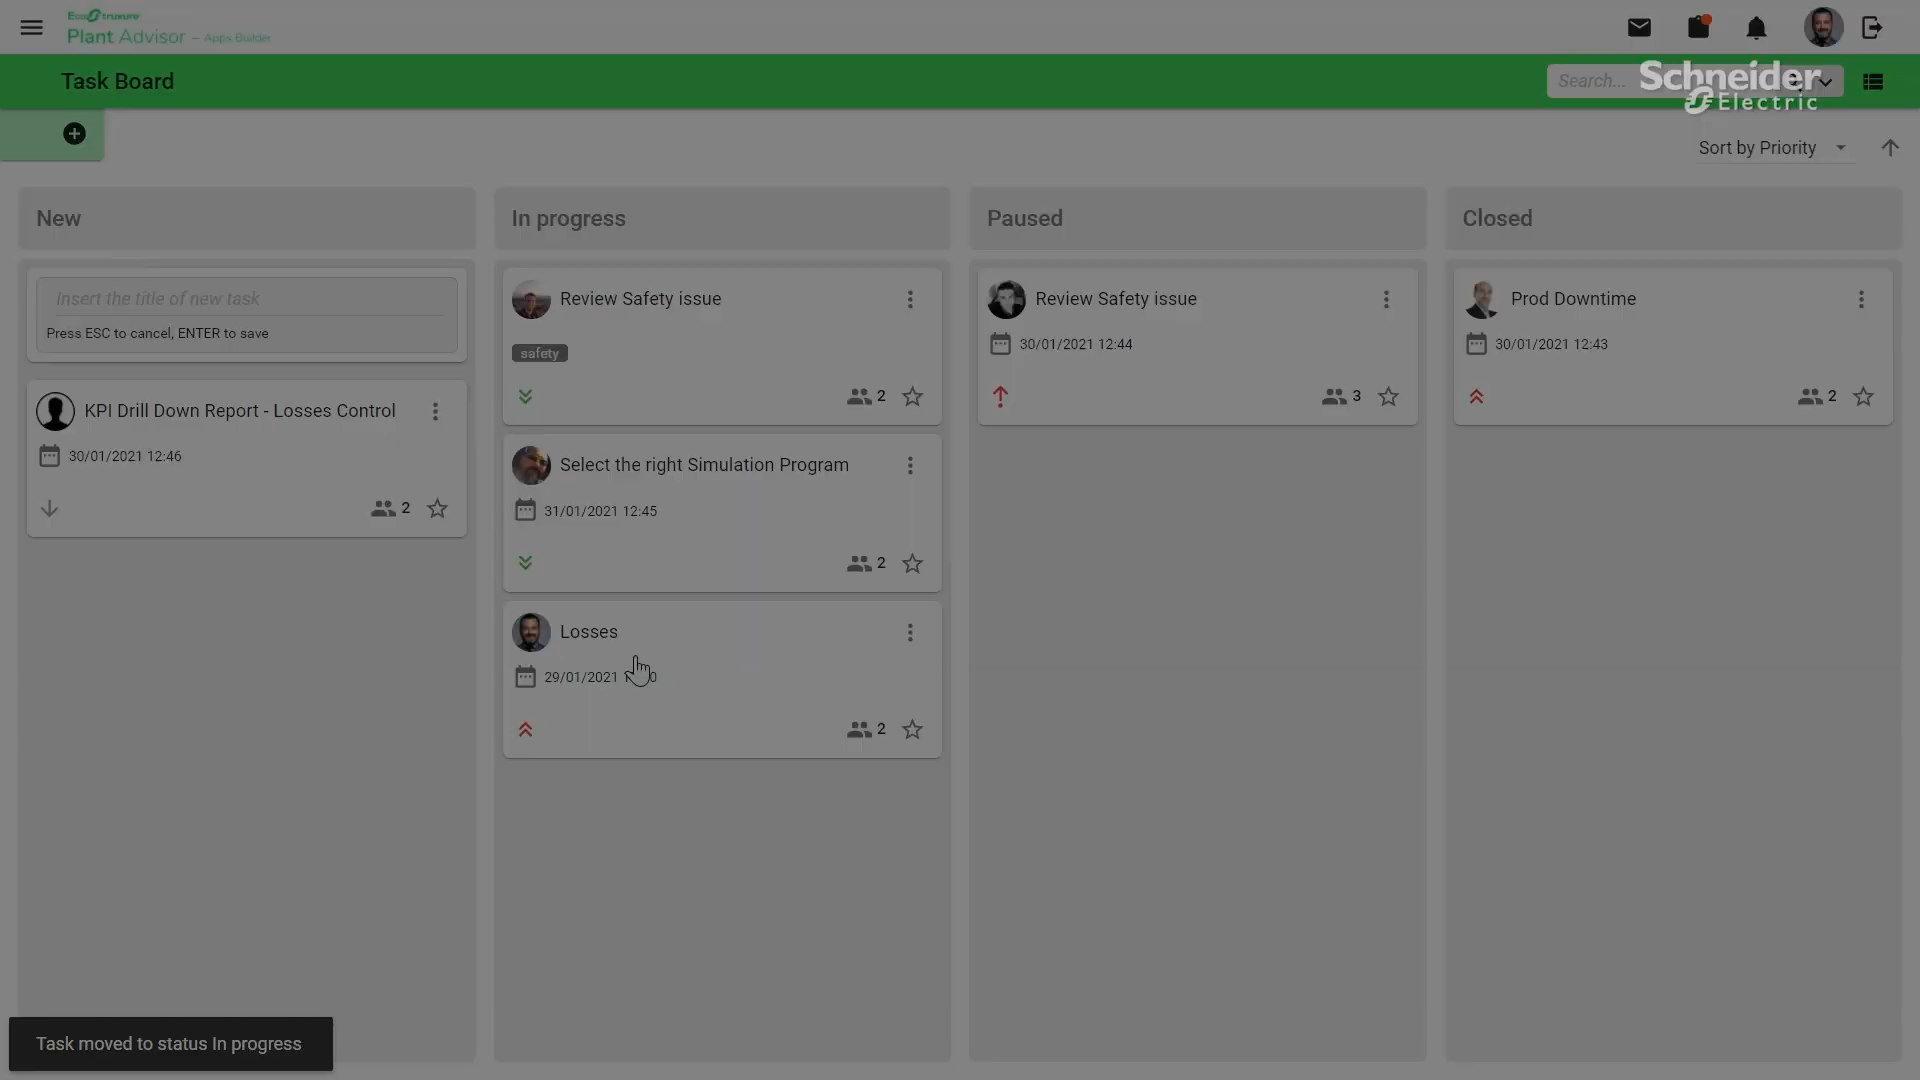 EcoStruxure
Plant Advisor – Apps Builder
Task Board
Search...
Schneider
Electric
Sort by Priority
New
In progress
Paused
Closed
Insert the title of new task
Press ESC to cancel, ENTER to save
KPI Drill Down Report - Losses Control
30/01/2021 12:46
2
Review Safety issue
safety
2
Select the right Simulation Program
31/01/2021 12:45
2
Losses
29/01/2021
2
Review Safety issue
30/01/2021 12:44
3
Prod Downtime
30/01/2021 12:43
2
Task moved to status In progress